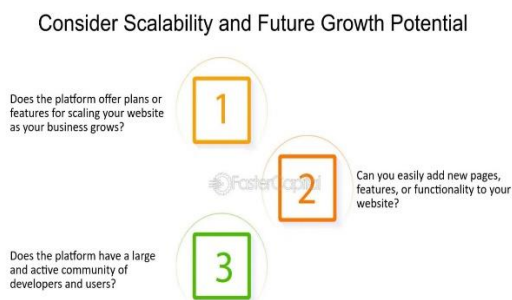 Consider Scalability and Future Growth Potential
Does the platform offer plans or
features for scaling your website
as your business grows?
1
2
Can you easily add new pages,
features, or functionality to your
website?
FasterCapital
Does the platform have a large
and active community of
developers and users?
3